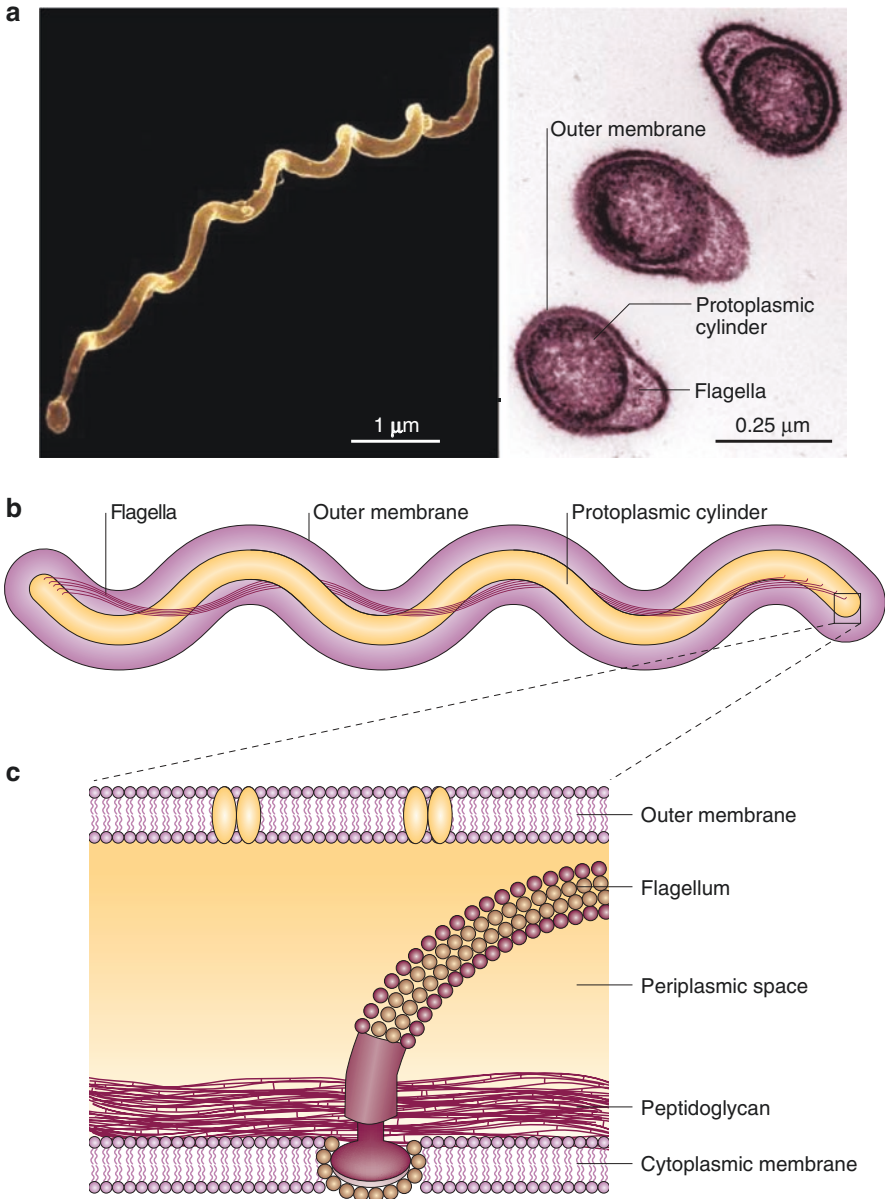 a
Outer membrane
Protoplasmic
cylinder
Flagella
1 μm
0.25 μm
b
Flagella
Outer membrane
Protoplasmic cylinder
c
Outer membrane
Flagellum
Periplasmic space
Peptidoglycan
Cytoplasmic membrane